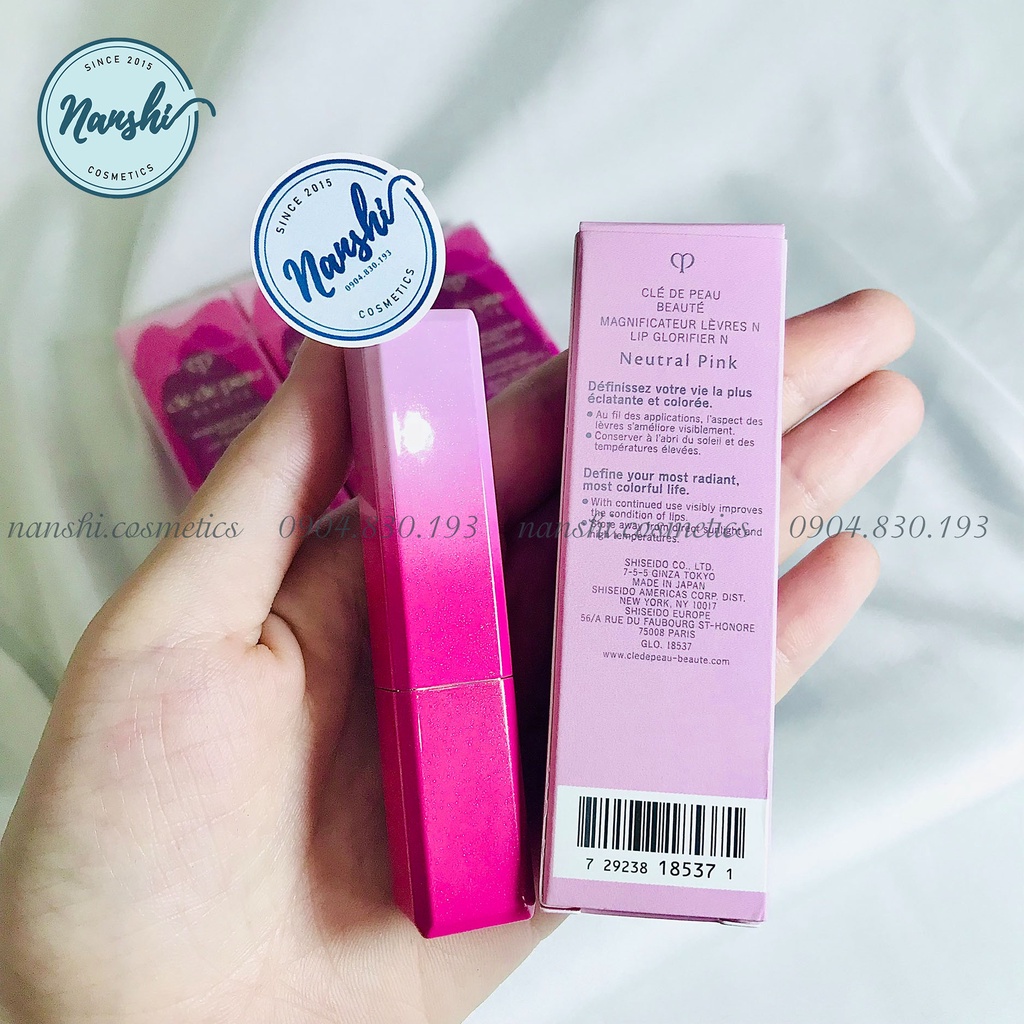 SINCE 2015
Nanshi
COSMETICS
SINCE 2015
Nanshi
0904.830.193
COSMETICS
clé de peau
BEAUTÉ
CLÉ DE PEAU
BEAUTÉ
MAGNIFICATEUR LÈVRES N
LIP GLORIFIER N
Neutral Pink
Définissez votre vie la plus
éclatante et colorée.
• Au fil des applications, l'aspect des
lèvres s'améliore visiblement.
• Conserver à l'abri du soleil et des
températures élevées.
Define your most radiant,
most colorful life.
• With continued use visibly improves
the condition of lips.
• Store away from direct sunlight and
high temperatures.
nanshi.cosmetics 0904.830.193 nanshi.cosmetics 0904.830.193
SHISEIDO CO., LTD.
7-5-5 GINZA TOKYO
MADE IN JAPAN
SHISEIDO AMERICAS CORP. DIST.
NEW YORK, NY 10017
SHISEIDO EUROPE
56/A RUE DU FAUBOURG ST-HONORE
75008 PARIS
GLO. 18537
www.cledepeau-beaute.com
7 29238 18537 1